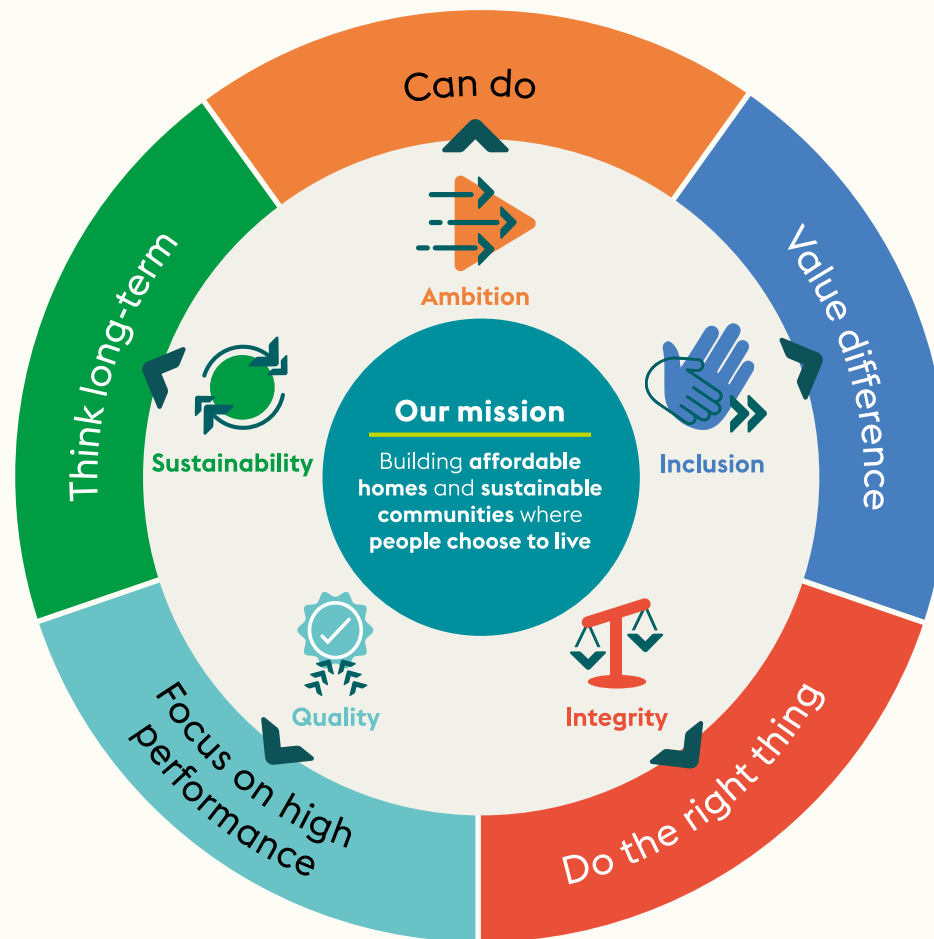 Can do
Ambition
Value difference
Inclusion
Do the right thing
Integrity
Focus on high
performance
Quality
Think long-term
Sustainability
Our mission
Building affordable
homes and sustainable
communities where
people choose to live